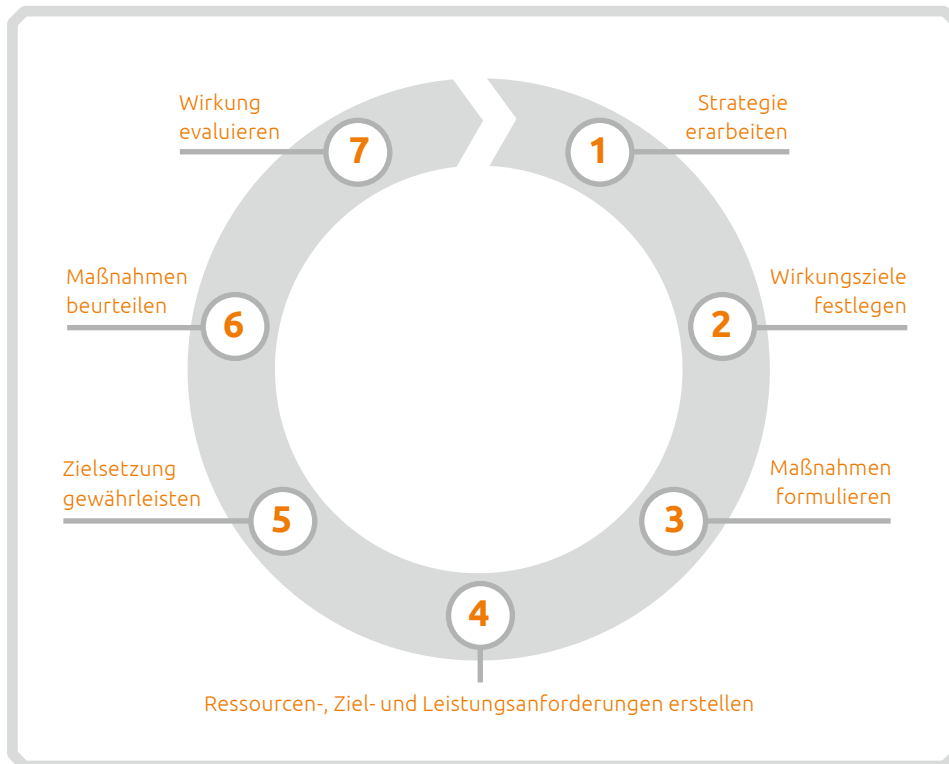 1
Strategie
erarbeiten
2
Wirkungsziele
festlegen
3
Maßnahmen
formulieren
4
Ressourcen-, Ziel- und Leistungsanforderungen erstellen
5
Zielsetzung
gewährleisten
6
Maßnahmen
beurteilen
7
Wirkung
evaluieren